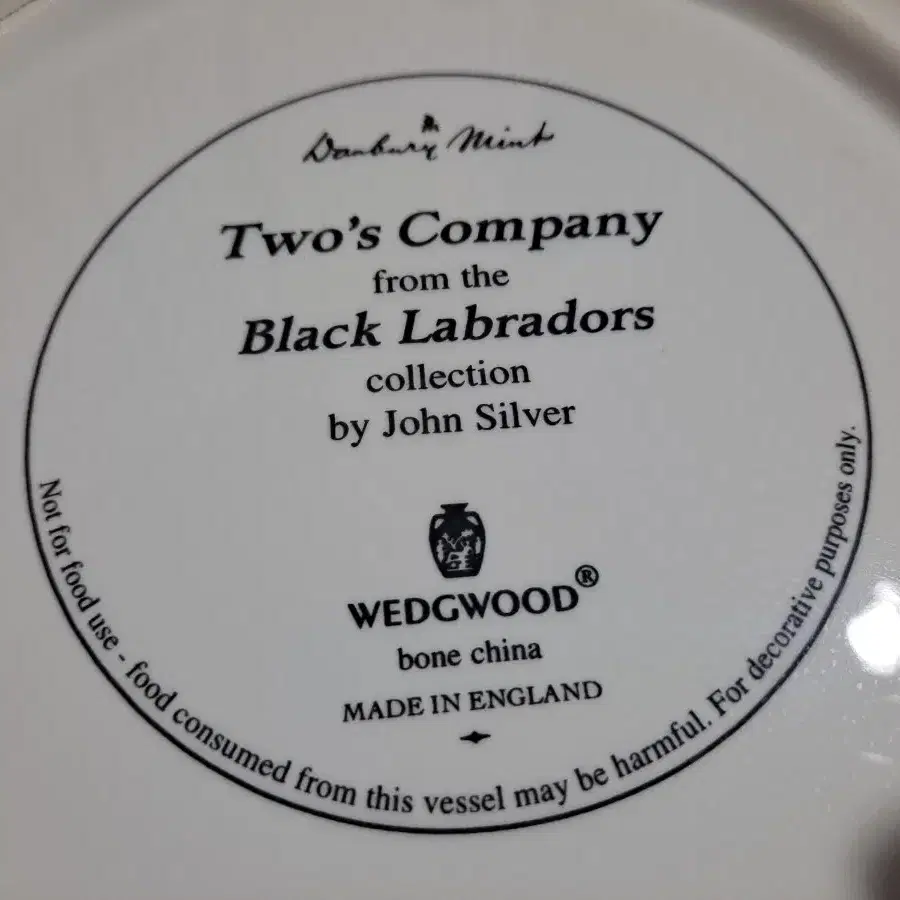 Danbury Mint
Two's Company
from the
Black Labradors
collection
by John Silver
WEDGWOOD®
bone china
MADE IN ENGLAND
Not for food use - food consumed from this vessel may be harmful. For decorative purposes only.